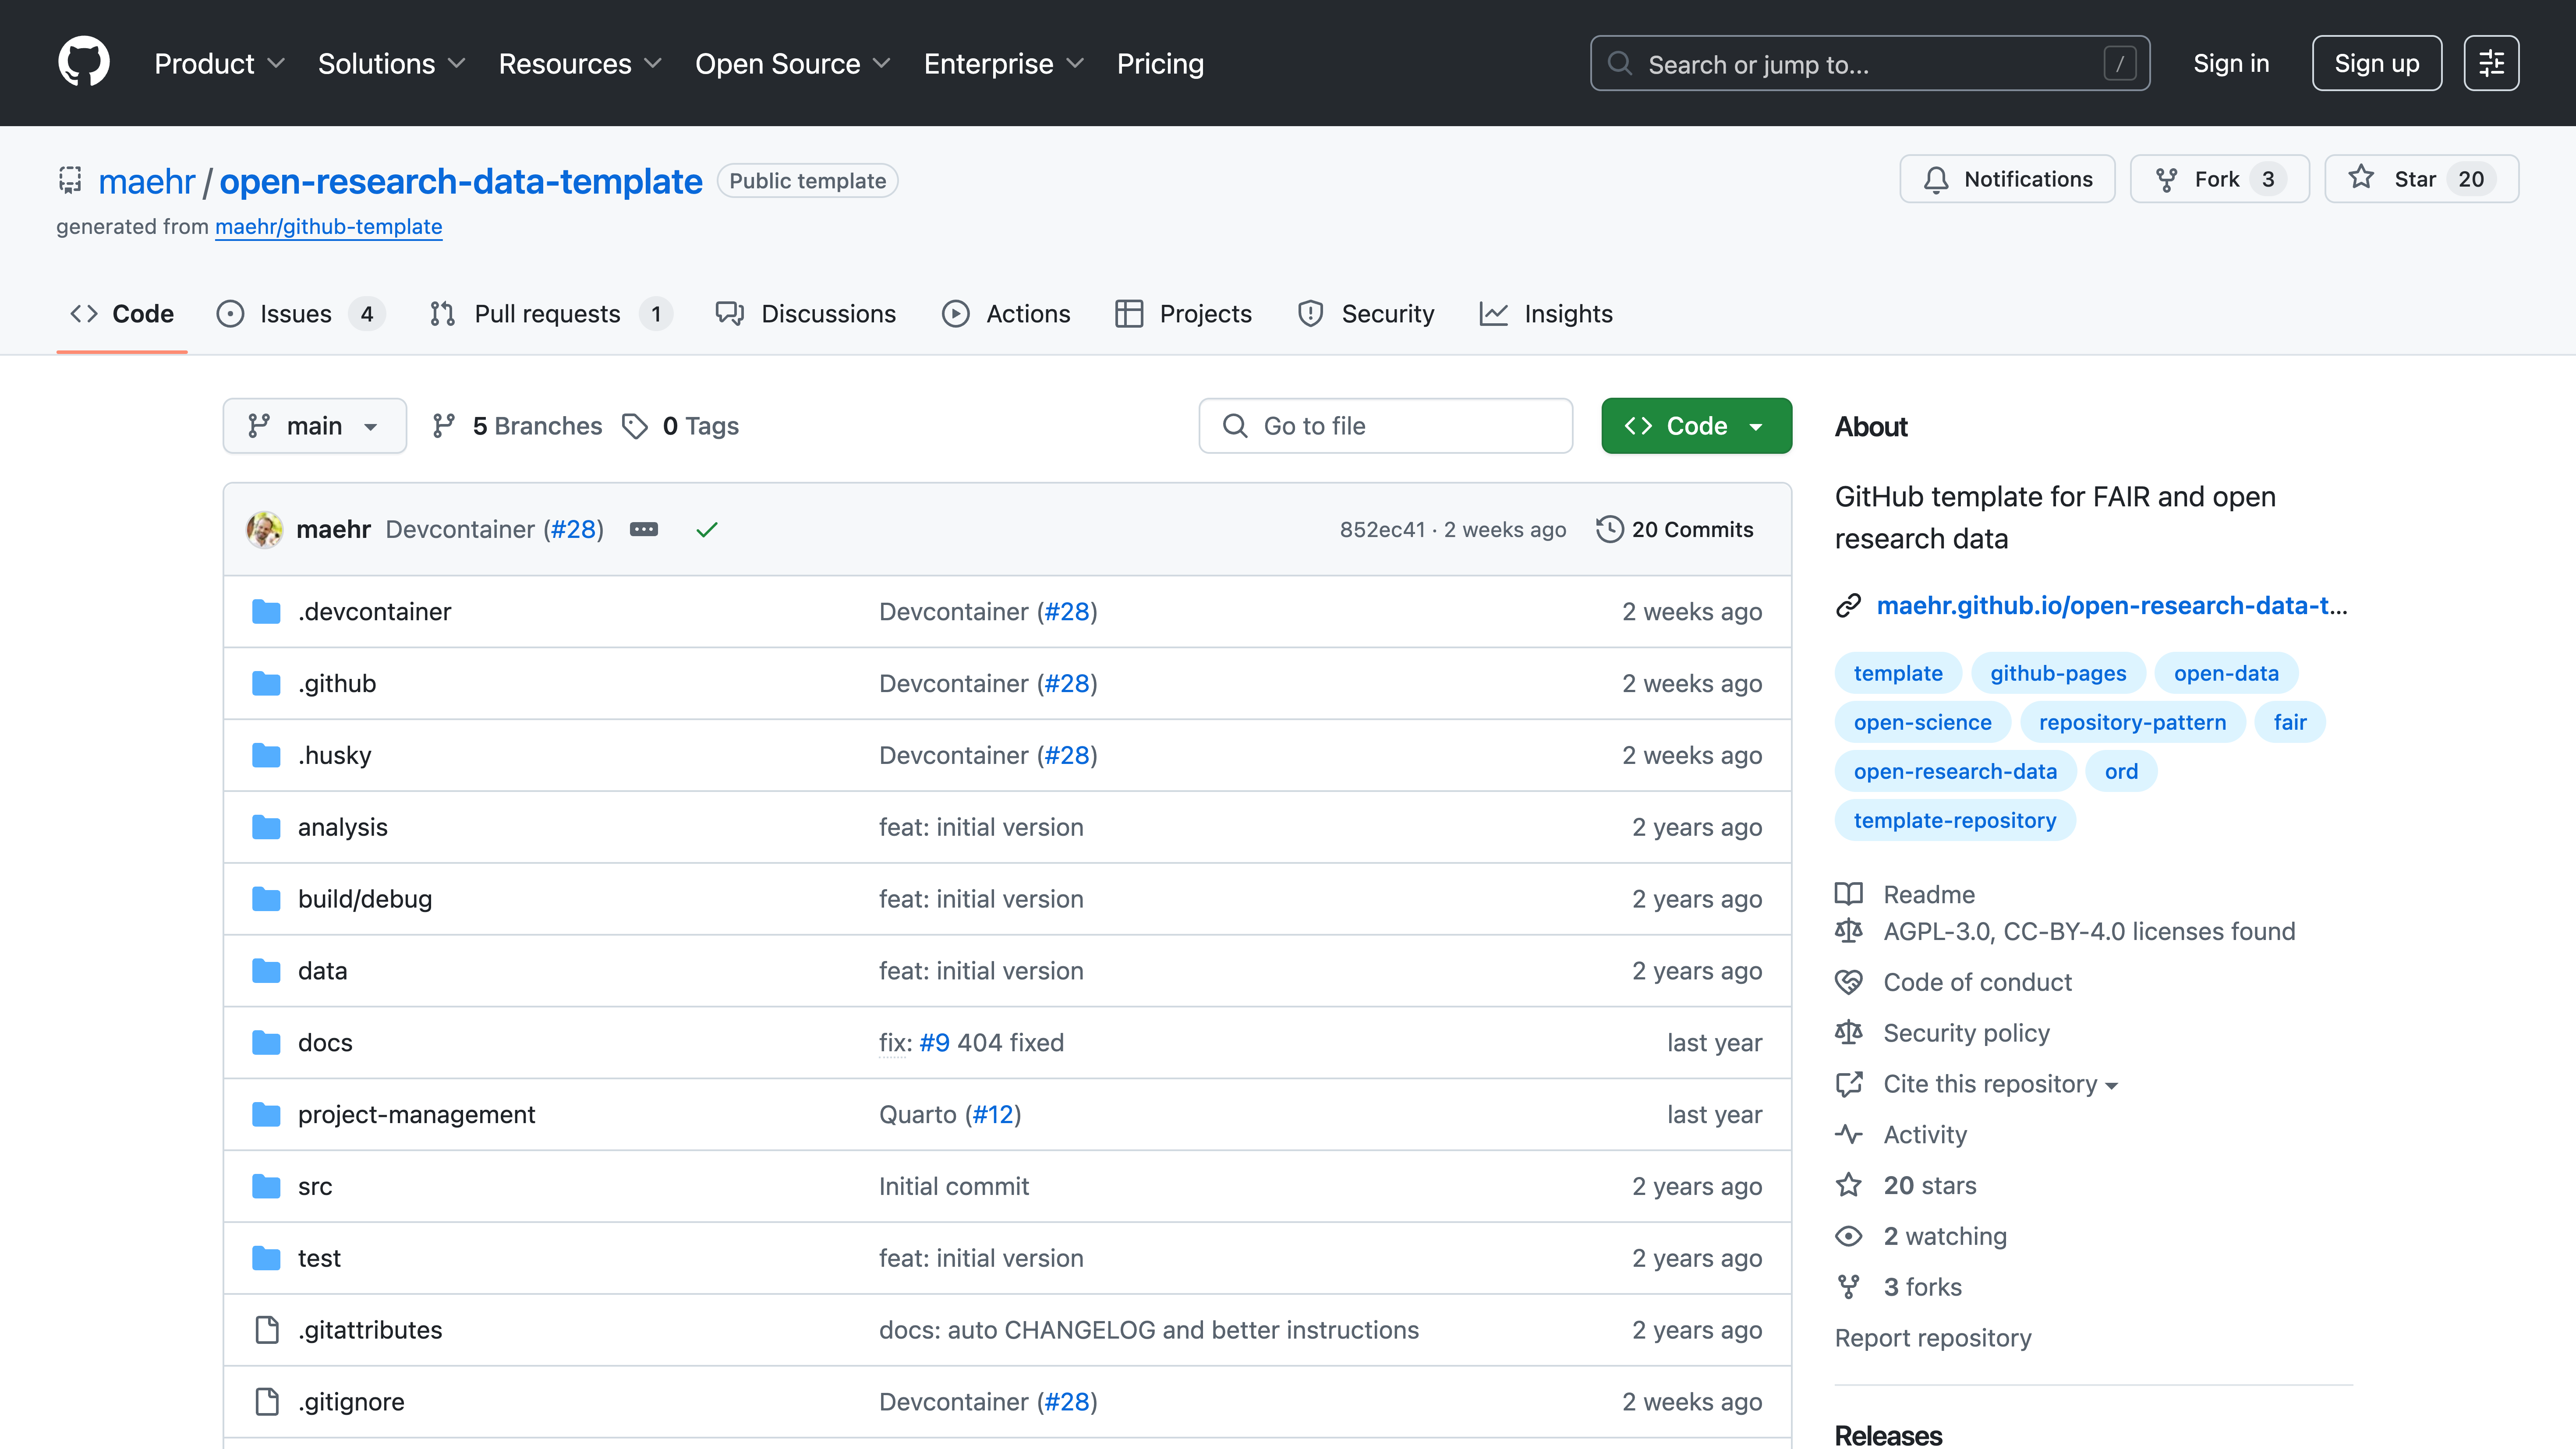 Product Solutions Resources Open Source Enterprise Pricing Search or jump to... / Sign in Sign up
maehr / open-research-data-template Public template Notifications Fork 3 Star 20
generated from maehr/github-template
Code Issues 4 Pull requests 1 Discussions Actions Projects Security Insights
main 5 Branches 0 Tags Go to file Code
maehr Devcontainer (#28) 852ec41 · 2 weeks ago 20 Commits
.devcontainer Devcontainer (#28) 2 weeks ago
.github Devcontainer (#28) 2 weeks ago
.husky Devcontainer (#28) 2 weeks ago
analysis feat: initial version 2 years ago
build/debug feat: initial version 2 years ago
data feat: initial version 2 years ago
docs fix: #9 404 fixed last year
project-management Quarto (#12) last year
src Initial commit 2 years ago
test feat: initial version 2 years ago
.gitattributes docs: auto CHANGELOG and better instructions 2 years ago
.gitignore Devcontainer (#28) 2 weeks ago
About
GitHub template for FAIR and open
research data
maehr.github.io/open-research-data-t...
template github-pages open-data
open-science repository-pattern fair
open-research-data ord
template-repository
Readme
AGPL-3.0, CC-BY-4.0 licenses found
Code of conduct
Security policy
Cite this repository
Activity
20 stars
2 watching
3 forks
Report repository
Releases